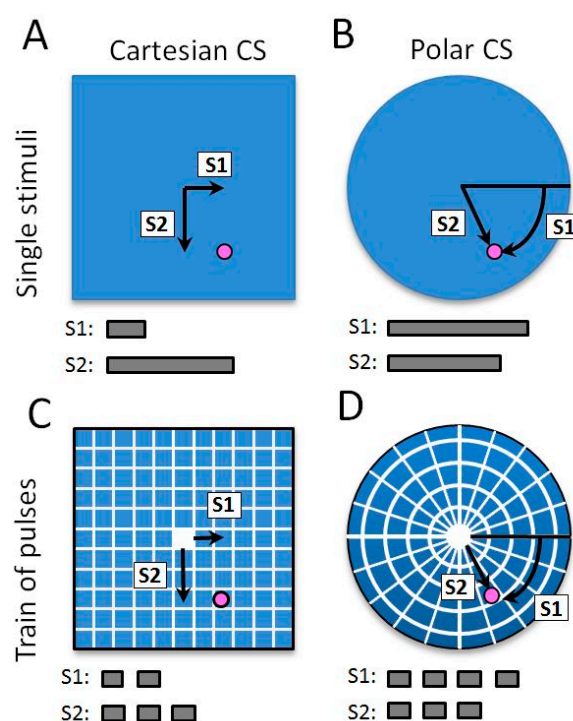 A
Cartesian CS
B
Polar CS
Single stimuli
S1
S2
S2
S1
S1:
S2:
S1:
S2:
C
D
Train of pulses
S1
S2
S2
S1
S1:
S2:
S1:
S2: